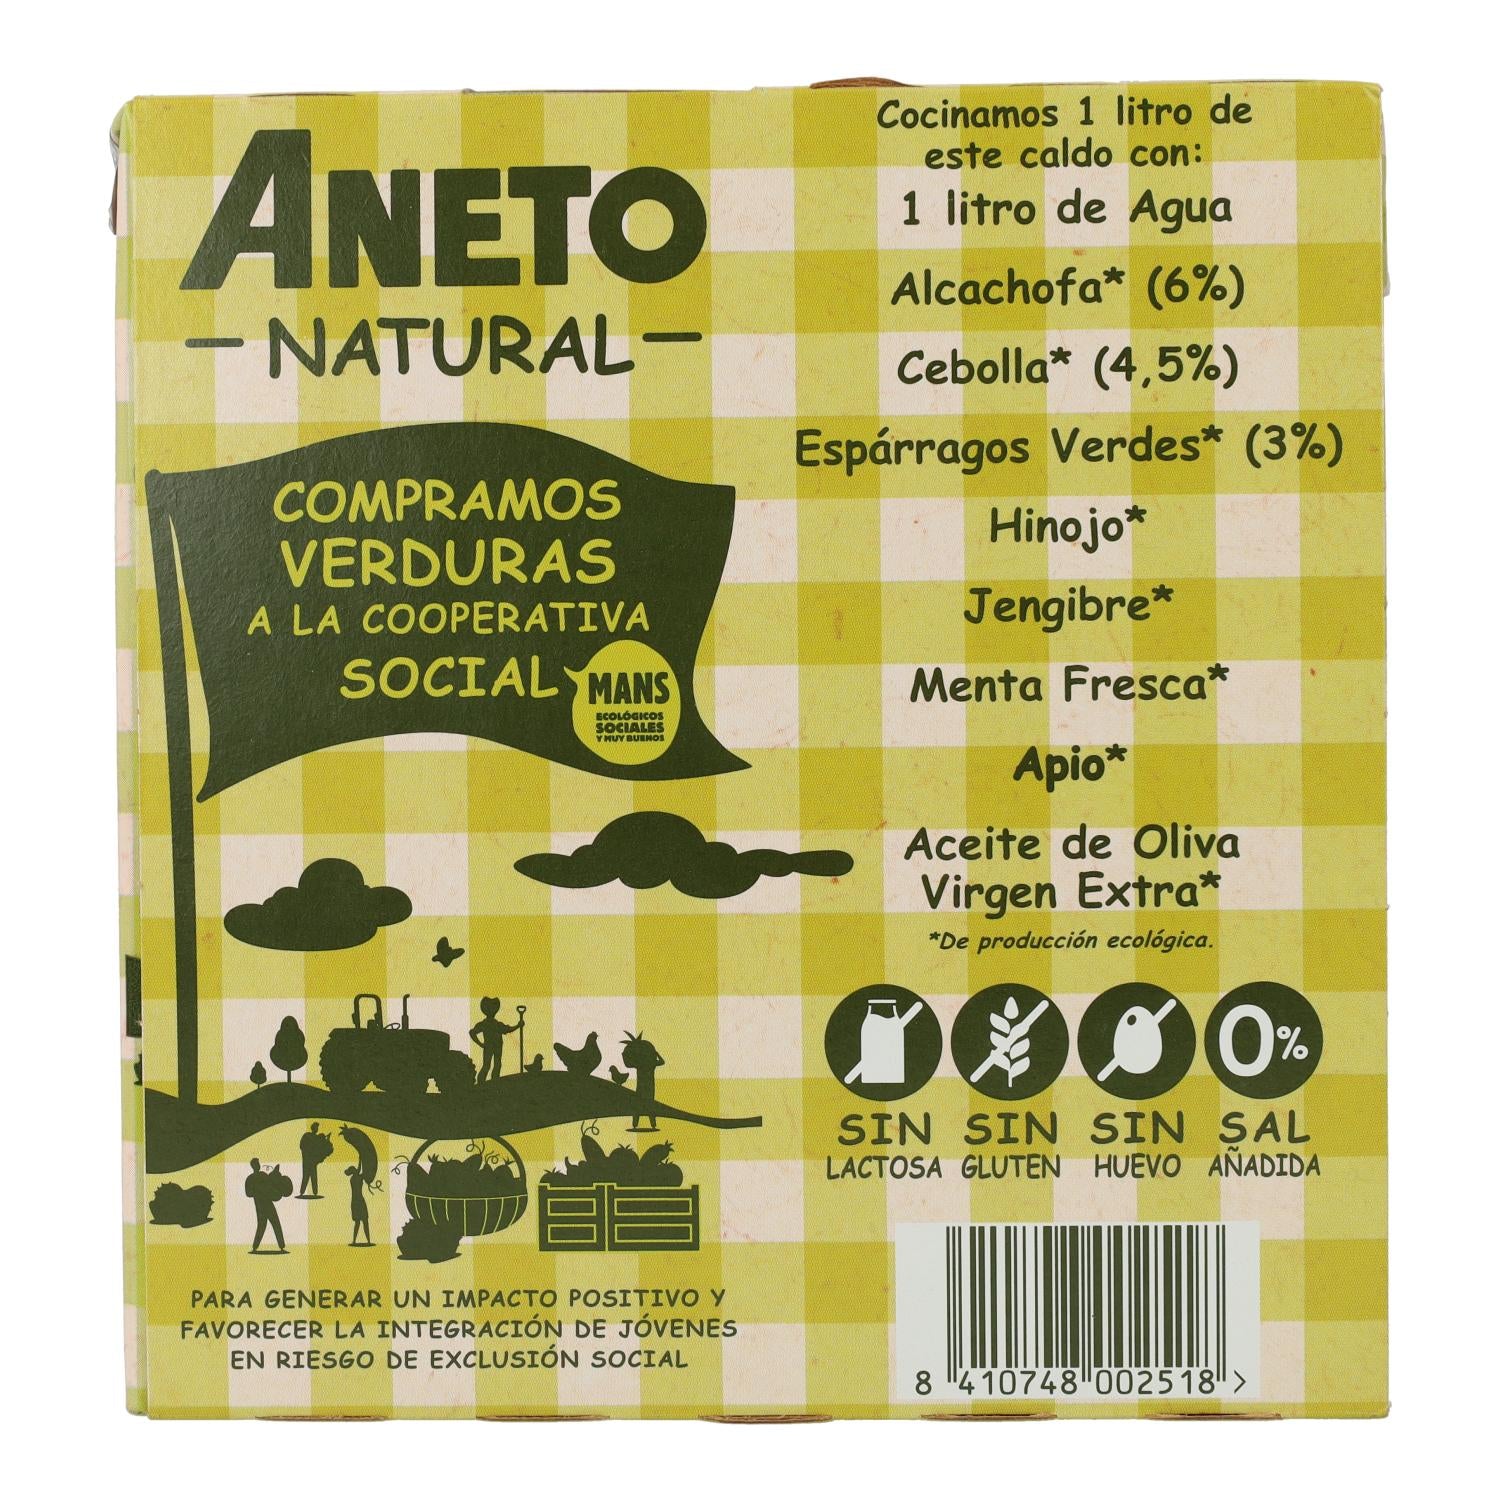 ANETO
NATURAL
COMPRAMOS
VERDURAS
A LA COOPERATIVA
SOCIAL
MANS
ECOLÓGICOS
SOCIALES
Y MUY BUENOS
PARA GENERAR UN IMPACTO POSITIVO Y
FAVORECER LA INTEGRACIÓN DE JÓVENES
EN RIESGO DE EXCLUSIÓN SOCIAL
Cocinamos 1 litro de
este caldo con:
1 litro de Agua
Alcachofa* (6%)
Cebolla* (4,5%)
Espárragos Verdes* (3%)
Hinojo*
Jengibre*
Menta Fresca*
Apio*
Aceite de Oliva
Virgen Extra*
*De producción ecológica.
0%
SIN SIN SIN SAL
LACTOSA GLUTEN HUEVO AÑADIDA
8 410748 002518 >